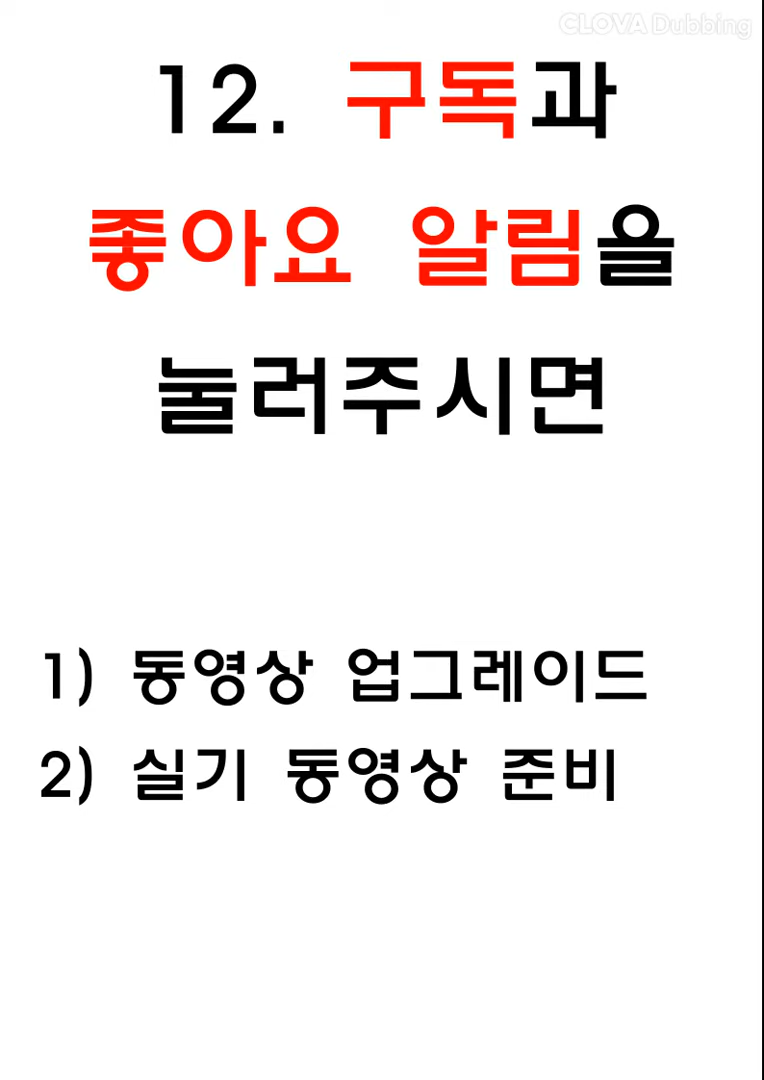 CLOVA Dubbing
12. 구독과
좋아요 알림을
눌러주시면
1) 동영상 업그레이드
2) 실기 동영상 준비